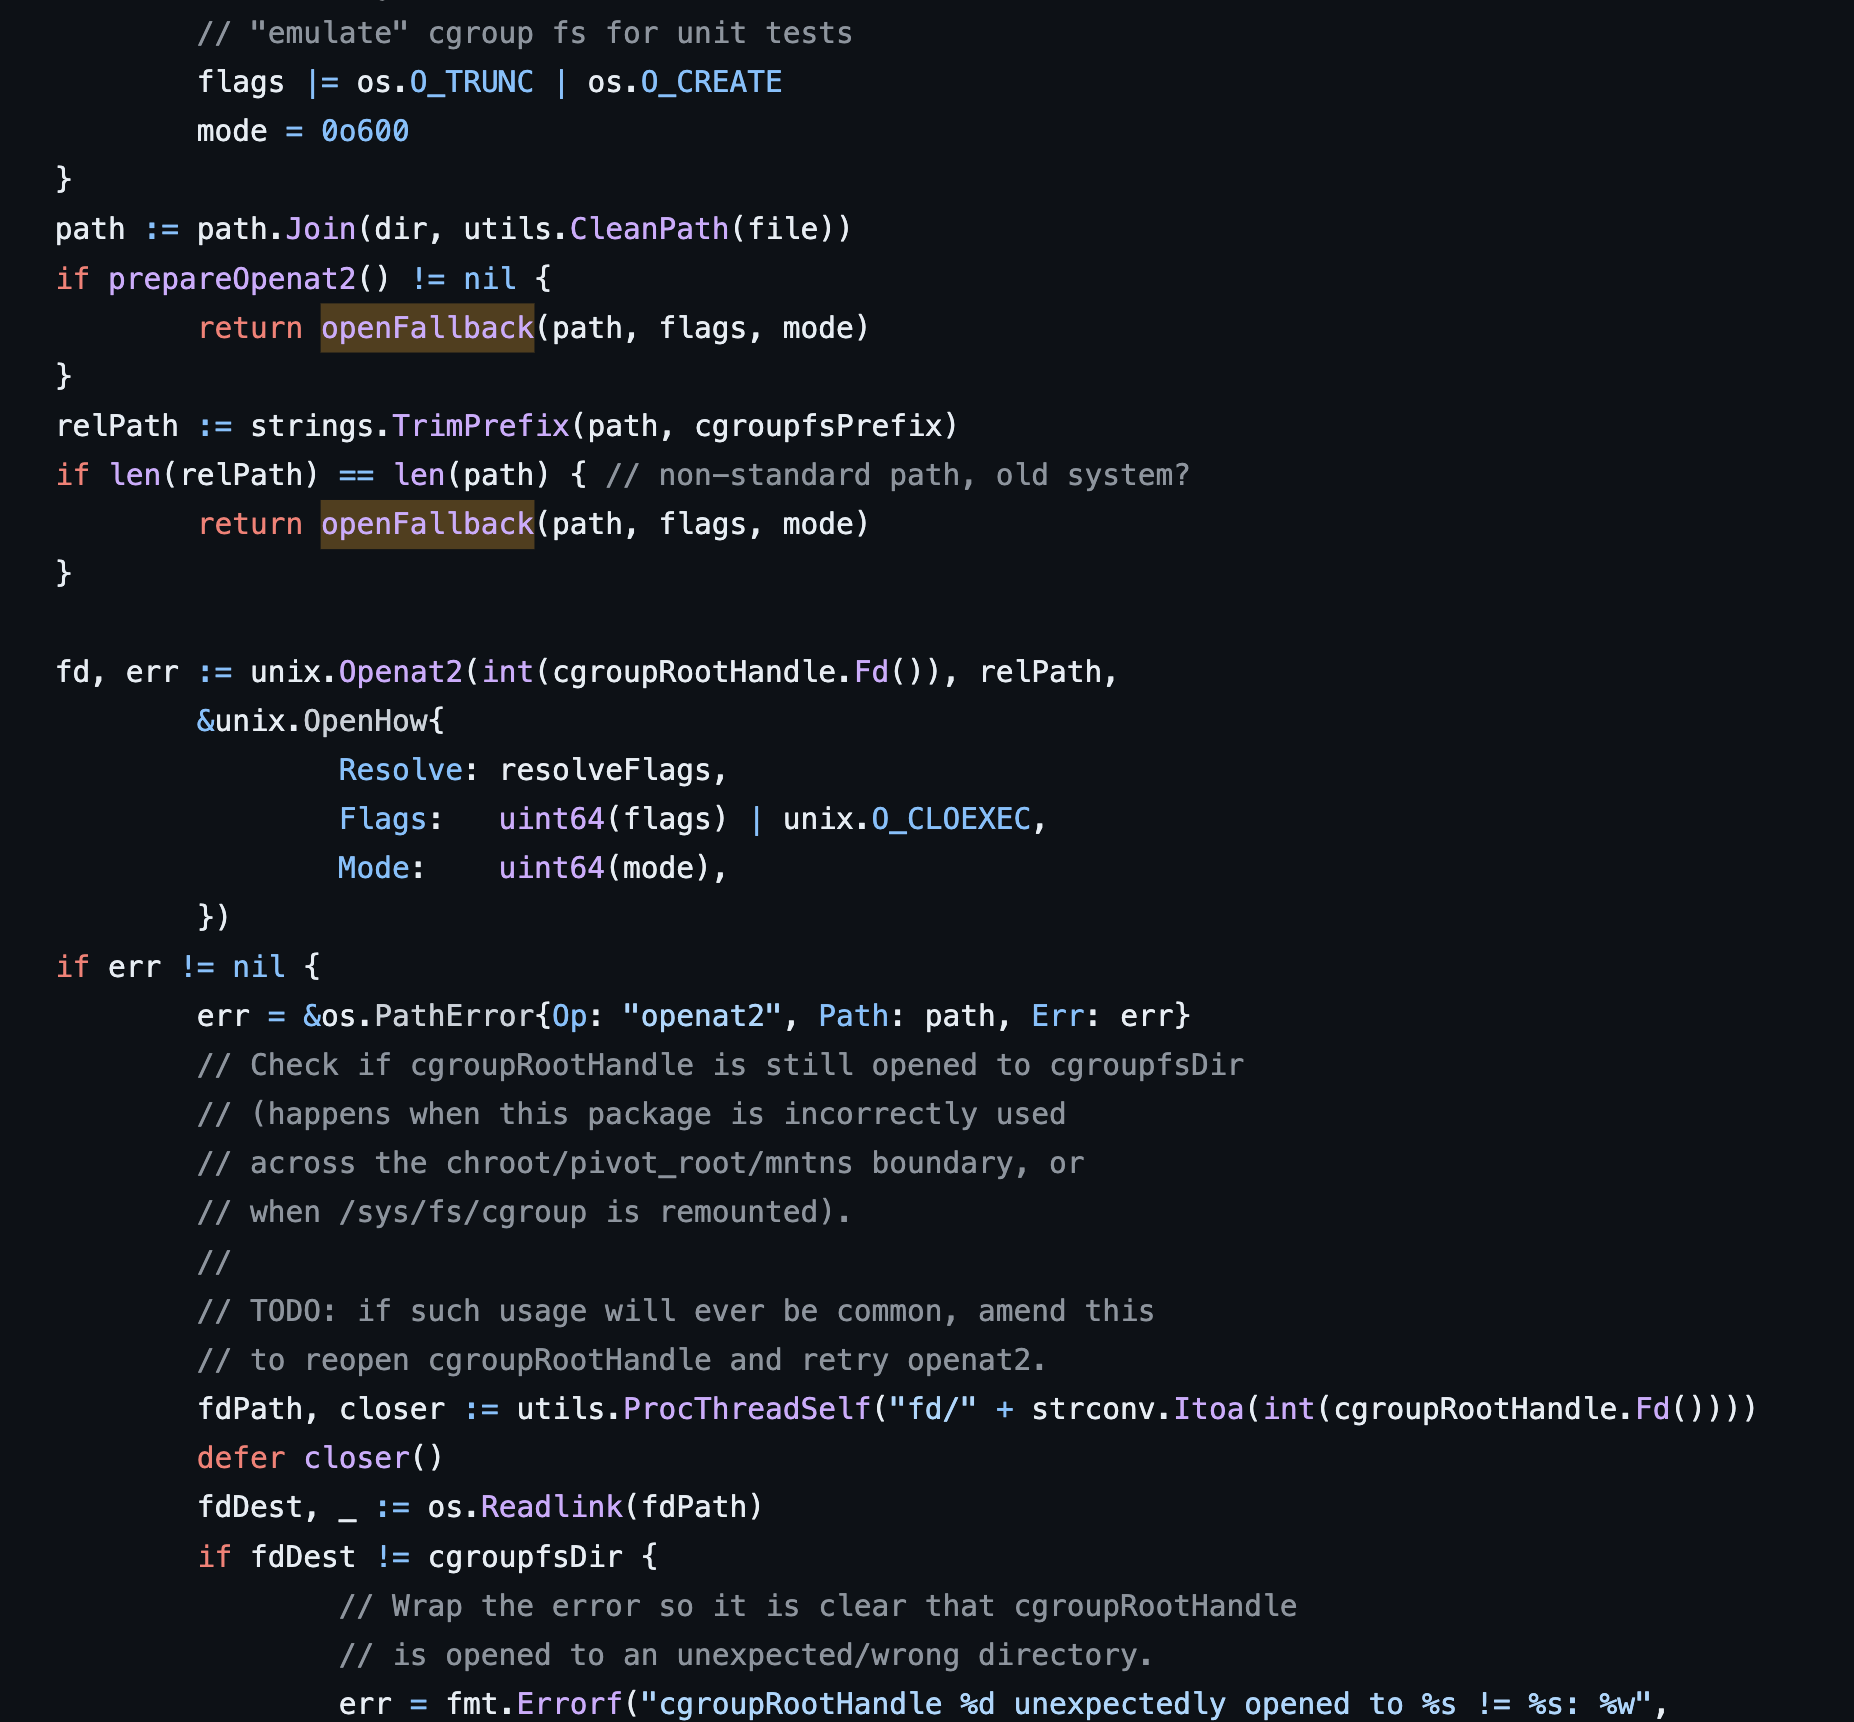 // "emulate" cgroup fs for unit tests
flags |= os.O_TRUNC | os.O_CREATE
mode = 0o600
}
path := path.Join(dir, utils.CleanPath(file))
if prepareOpenat2() != nil {
return openFallback(path, flags, mode)
}
relPath := strings.TrimPrefix(path, cgroupfsPrefix)
if len(relPath) == len(path) { // non-standard path, old system?
return openFallback(path, flags, mode)
}
fd, err := unix.Openat2(int(cgroupRootHandle.Fd()), relPath,
&unix.OpenHow{
Resolve: resolveFlags,
Flags:   uint64(flags) | unix.O_CLOEXEC,
Mode:    uint64(mode),
})
if err != nil {
err = &os.PathError{Op: "openat2", Path: path, Err: err}
// Check if cgroupRootHandle is still opened to cgroupfsDir
// (happens when this package is incorrectly used
// across the chroot/pivot_root/mntns boundary, or
// when /sys/fs/cgroup is remounted).
//
// TODO: if such usage will ever be common, amend this
// to reopen cgroupRootHandle and retry openat2.
fdPath, closer := utils.ProcThreadSelf("fd/" + strconv.Itoa(int(cgroupRootHandle.Fd())))
defer closer()
fdDest, _ := os.Readlink(fdPath)
if fdDest != cgroupfsDir {
// Wrap the error so it is clear that cgroupRootHandle
// is opened to an unexpected/wrong directory.
err = fmt.Errorf("cgroupRootHandle %d unexpectedly opened to %s != %s: %w",